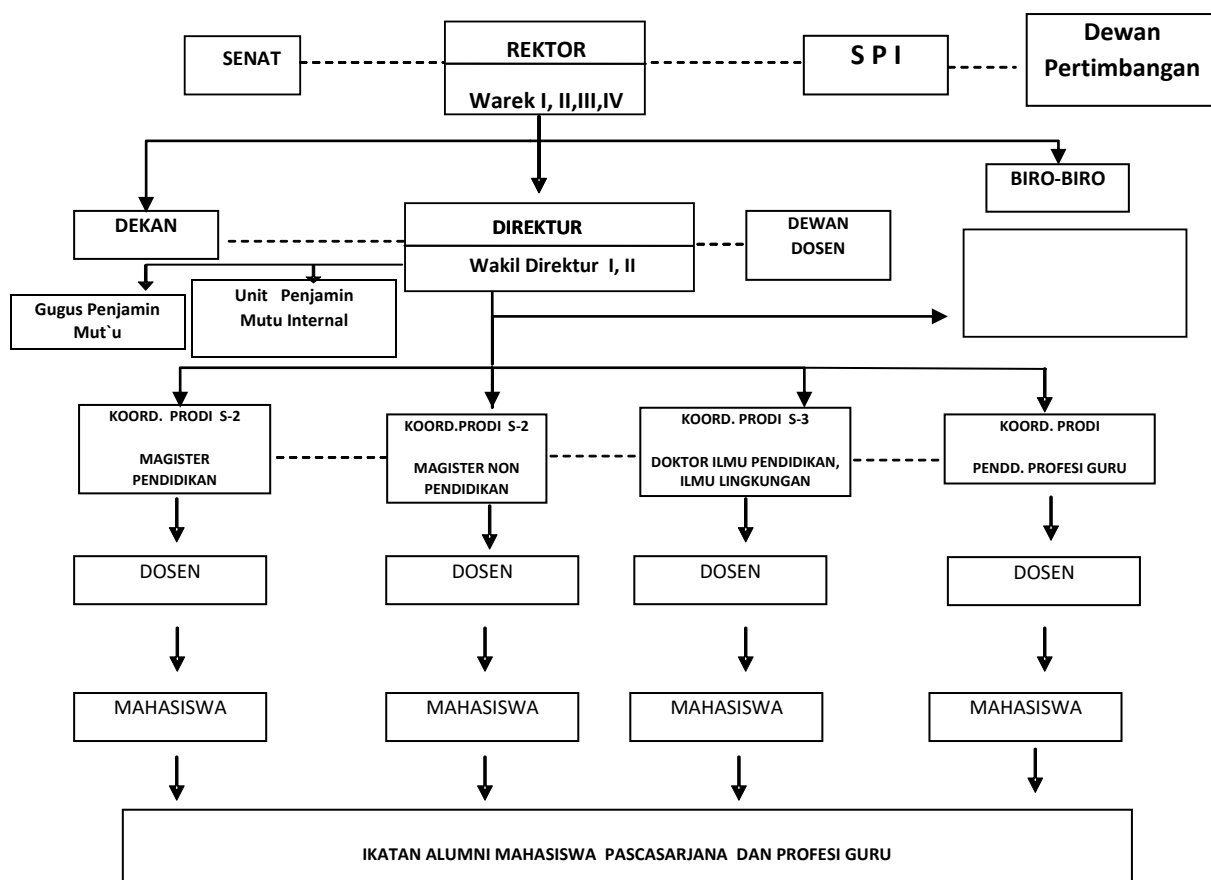 SENAT
REKTOR
Warek I, II,III,IV
S P I
Dewan
Pertimbangan
BIRO-BIRO
DEKAN
DIREKTUR
Wakil Direktur I, II
DEWAN
DOSEN
Gugus Penjamin
Mut`u
Unit Penjamin
Mutu Internal
KOORD. PRODI S-2
MAGISTER
PENDIDIKAN
KOORD.PRODI S-2
MAGISTER NON
PENDIDIKAN
KOORD. PRODI S-3
DOKTOR ILMU PENDIDIKAN,
ILMU LINGKUNGAN
KOORD. PRODI
PENDD. PROFESI GURU
DOSEN
DOSEN
DOSEN
DOSEN
MAHASISWA
MAHASISWA
MAHASISWA
MAHASISWA
IKATAN ALUMNI MAHASISWA PASCASARJANA DAN PROFESI GURU